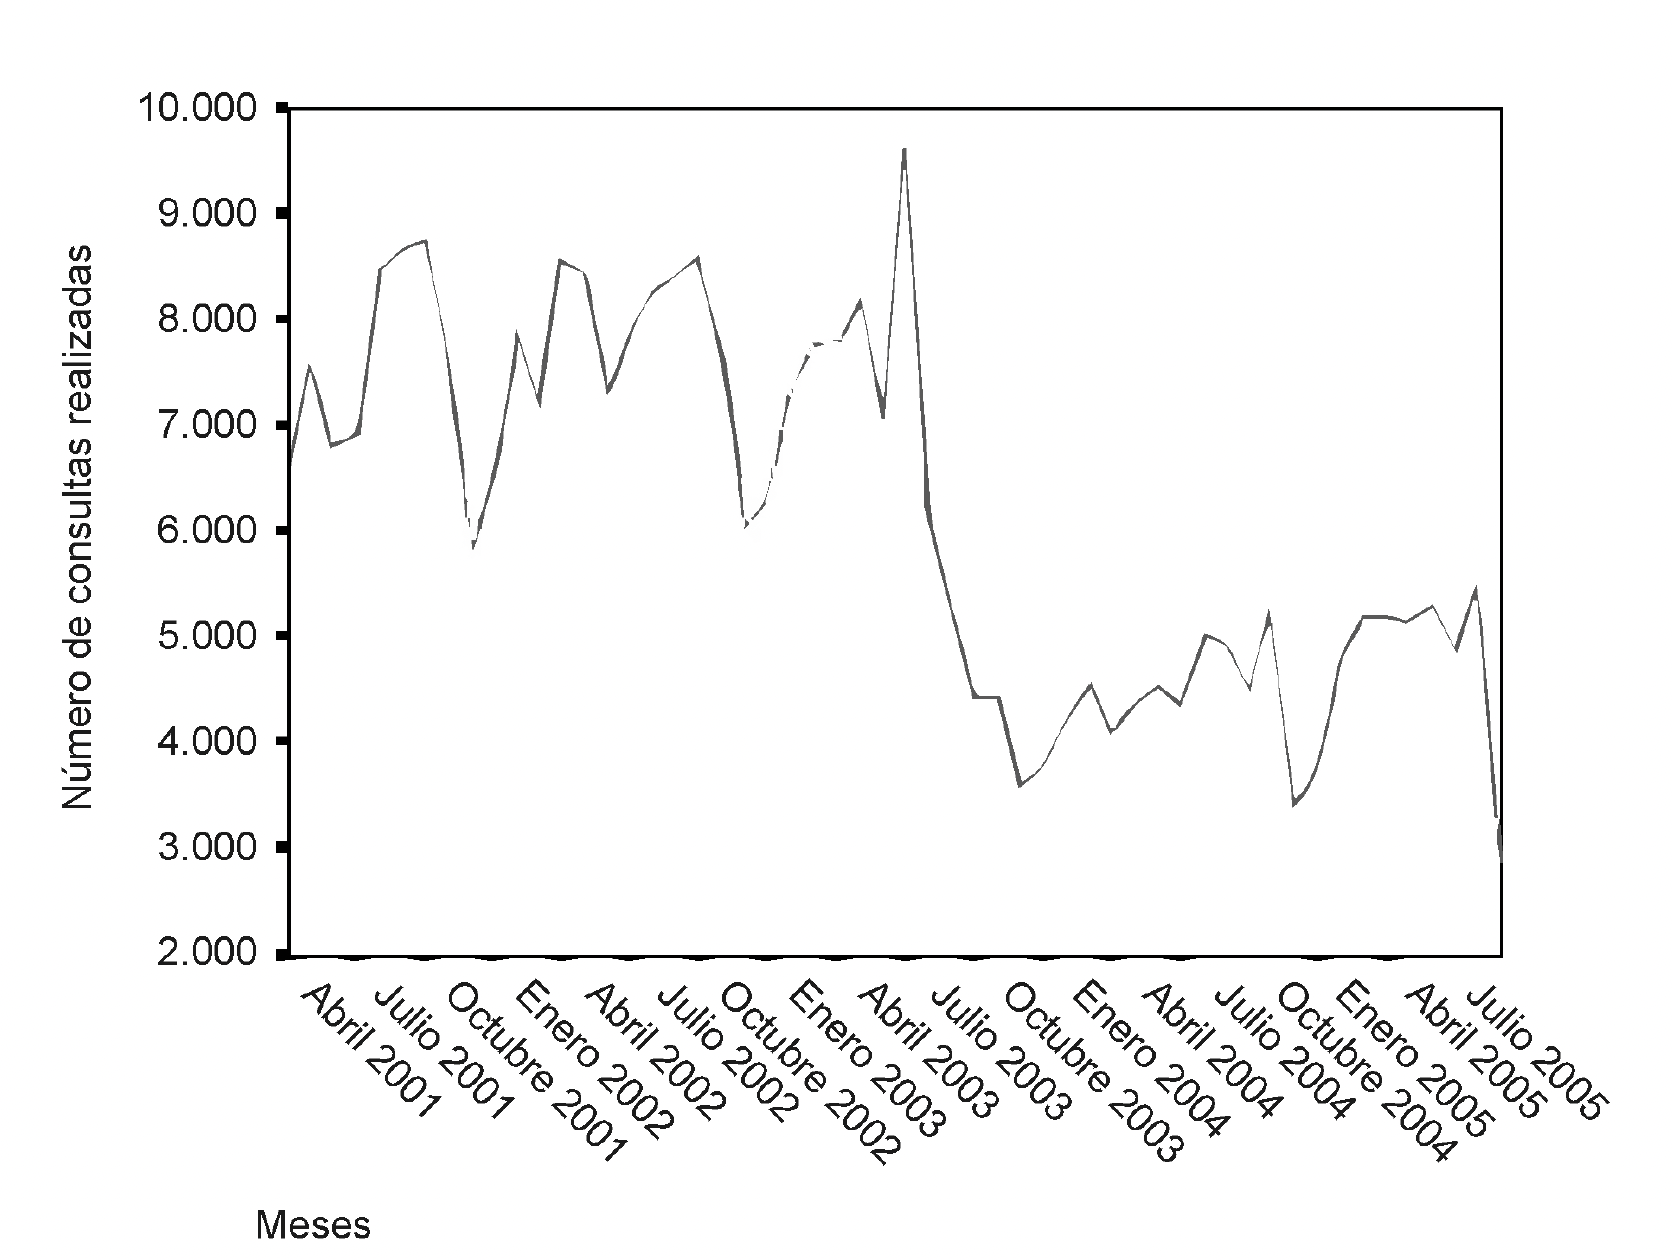 10.000
9.000
8.000
7.000
6.000
5.000
4.000
3.000
2.000
Número de consultas realizadas
Abril 2001
Julio 2001
Octubre 2001
Enero 2002
Abril 2002
Julio 2002
Octubre 2002
Enero 2003
Abril 2003
Julio 2003
Octubre 2003
Enero 2004
Abril 2004
Julio 2004
Octubre 2004
Enero 2005
Abril 2005
Julio 2005
Meses